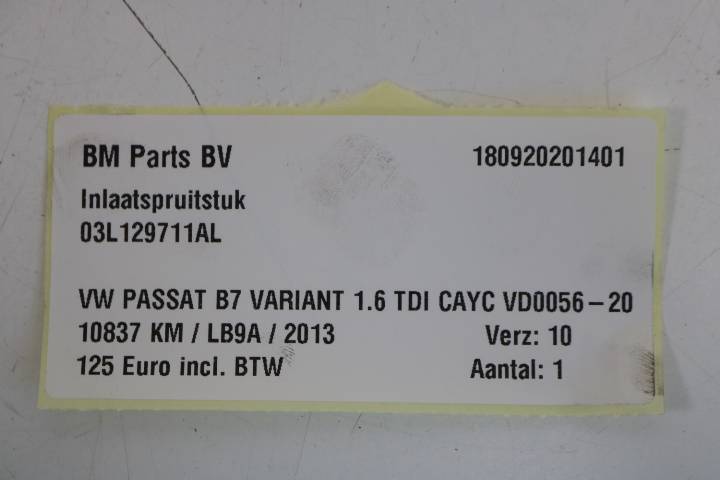 BM Parts BV 180920201401
Inlaatspruitstuk
03L129711AL
VW PASSAT B7 VARIANT 1.6 TDI CAYC VD0056-20
10837 KM / LB9A / 2013 Verz: 10
125 Euro incl. BTW Aantal: 1